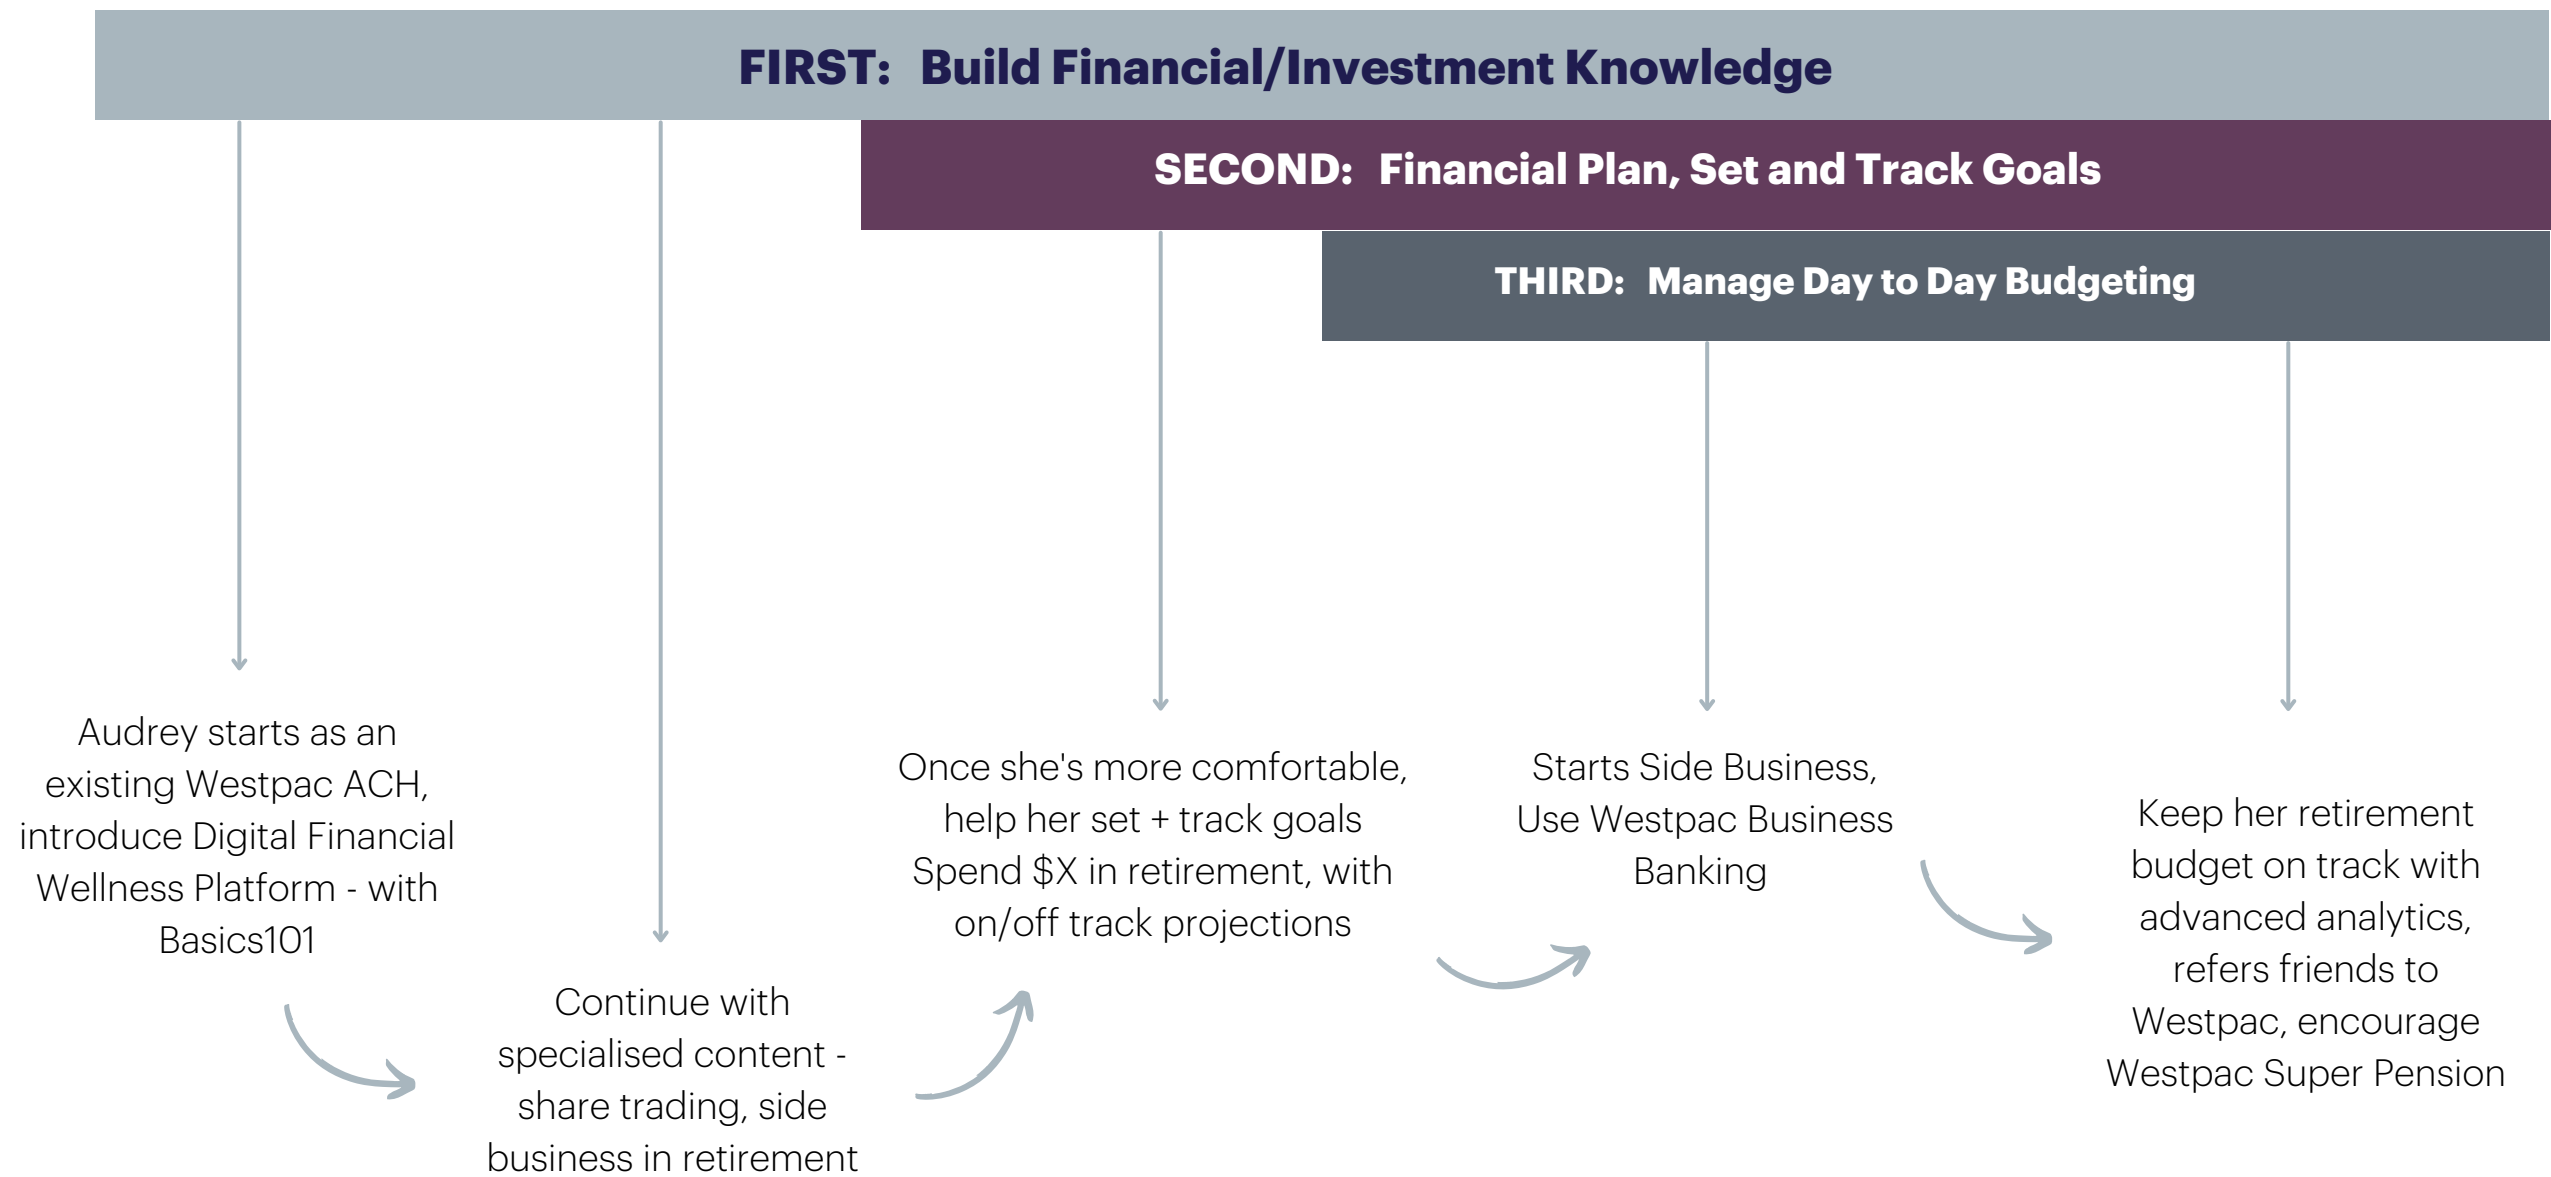 FIRST: Build Financial/Investment Knowledge
SECOND: Financial Plan, Set and Track Goals
THIRD: Manage Day to Day Budgeting
Audrey starts as an
existing Westpac ACH,
introduce Digital Financial
Wellness Platform - with
Basics101
Continue with
specialised content -
share trading, side
business in retirement
Once she's more comfortable,
help her set + track goals
Spend $X in retirement, with
on/off track projections
Starts Side Business,
Use Westpac Business
Banking
Keep her retirement
budget on track with
advanced analytics,
refers friends to
Westpac, encourage
Westpac Super Pension